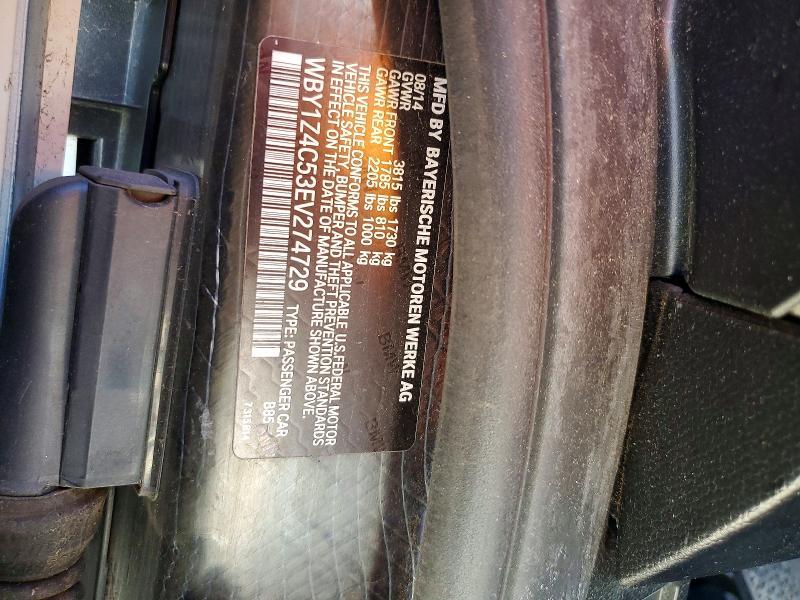 MFD BY BAYERISCHE MOTOREN WERKE AG
08/14
GVWR 3815 lbs 1730 kg
GAWR FRONT 1785 lbs 810 kg
GAWR REAR 2205 lbs 1000 kg
THIS VEHICLE CONFORMS TO ALL APPLICABLE U.S.FEDERAL MOTOR
VEHICLE SAFETY, BUMPER AND THEFT PREVENTION STANDARDS
IN EFFECT ON THE DATE OF MANUFACTURE SHOWN ABOVE.
WBY1Z4C53EV274729 TYPE: PASSENGER CAR
B85